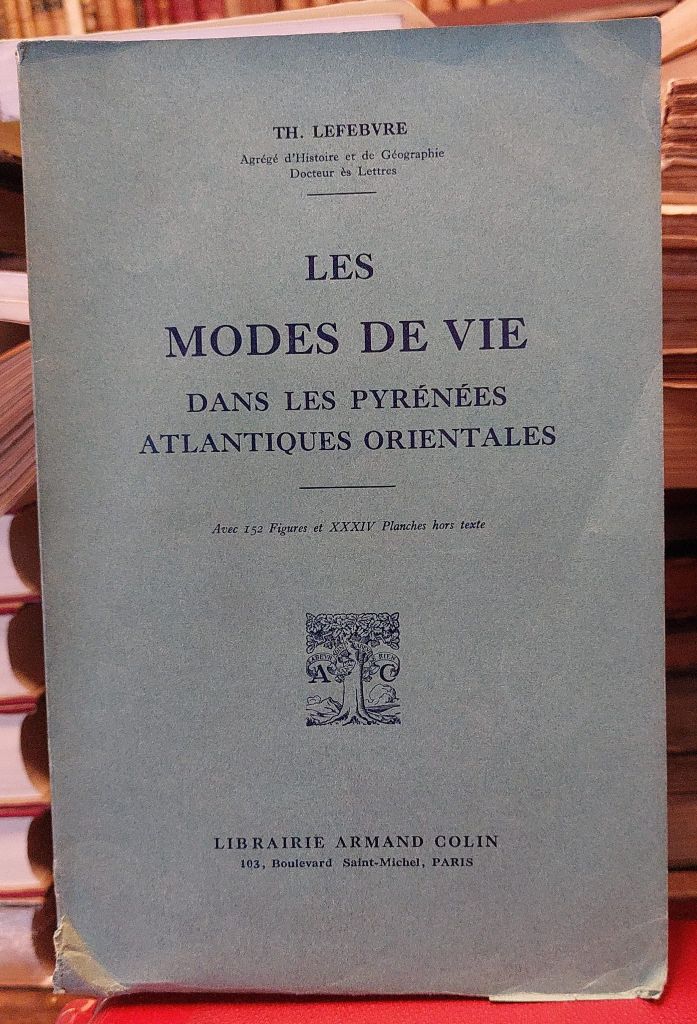 TH. LEFEBVRE
Agrégé d'Histoire et de Géographie
Docteur ès Lettres
LES
MODES DE VIE
DANS LES PYRÉNÉES
ATLANTIQUES ORIENTALES
Avec 152 Figures et XXXIV Planches hors texte
A C
LIBRAIRIE ARMAND COLIN
103, Boulevard Saint-Michel, PARIS